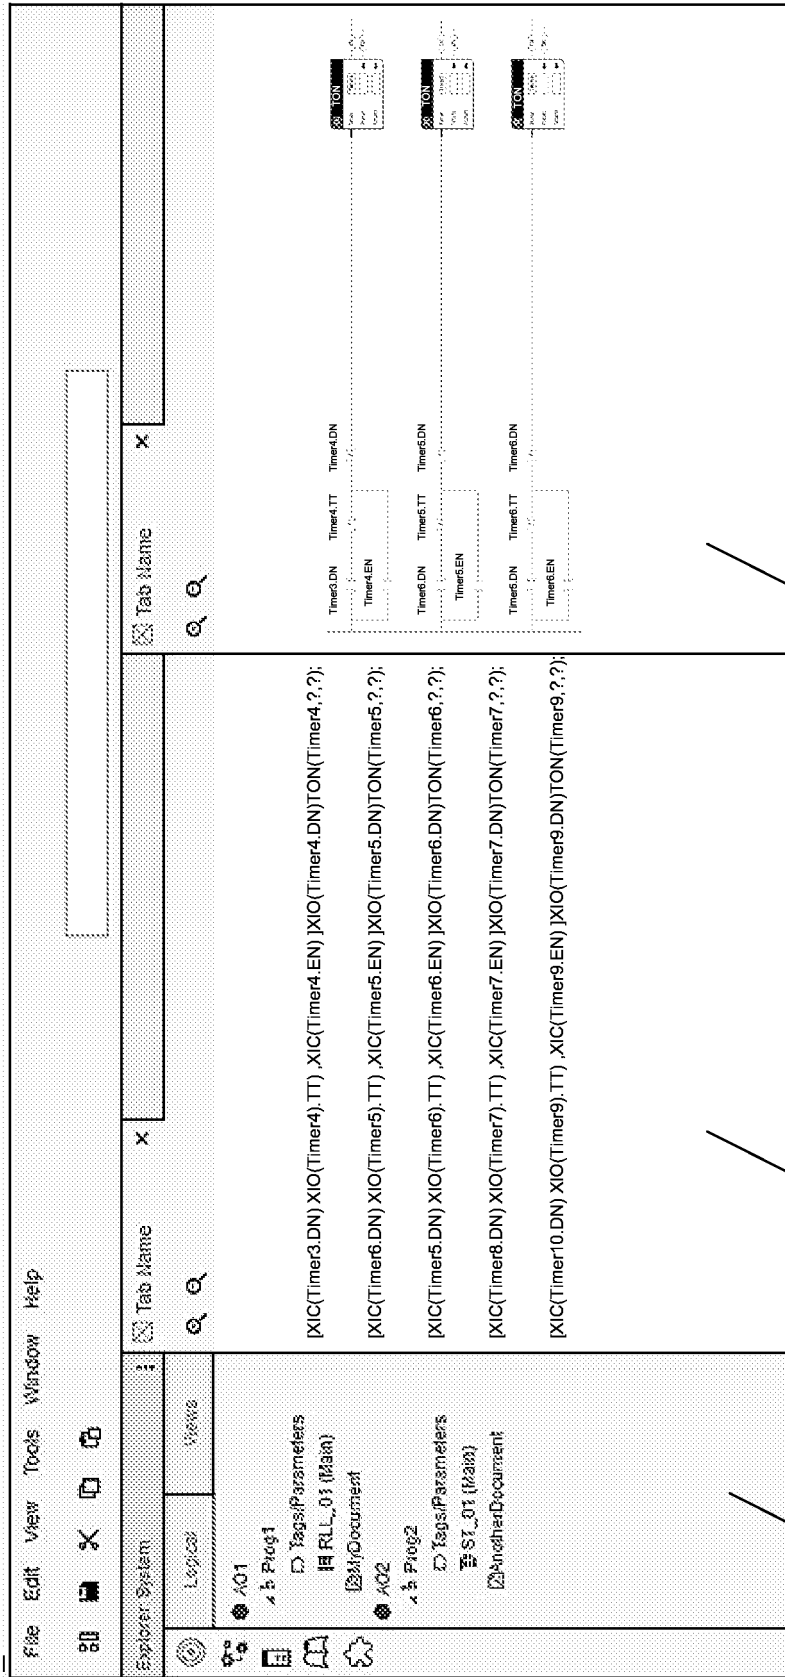 File Edit View Tools Window Help
Explorer System
Logical Views
A01
Prog1
Tags/Parameters
RLL_01 (Main)
MyDocument
A02
Prog2
Tags/Parameters
ST_01 (Main)
AnotherDocument
Tab Name
[XIC(Timer3.DN) XIO(Timer4).TT) ,XIC(Timer4.EN) ]XIO(Timer4.DN)TON(Timer4,?,?);
[XIC(Timer6.DN) XIO(Timer5).TT) ,XIC(Timer5.EN) ]XIO(Timer5.DN)TON(Timer5,?,?);
[XIC(Timer5.DN) XIO(Timer6).TT) ,XIC(Timer6.EN) ]XIO(Timer6.DN)TON(Timer6,?,?);
[XIC(Timer8.DN) XIO(Timer7).TT) ,XIC(Timer7.EN) ]XIO(Timer7.DN)TON(Timer7,?,?);
[XIC(Timer10.DN) XIO(Timer9).TT) ,XIC(Timer9.EN) ]XIO(Timer9.DN)TON(Timer9,?,?);
Tab Name
Timer3.DN Timer4.TT Timer4.DN TON
Timer4.EN
Timer6.DN Timer5.TT Timer5.DN TON
Timer5.EN
Timer5.DN Timer6.TT Timer6.DN TON
Timer6.EN